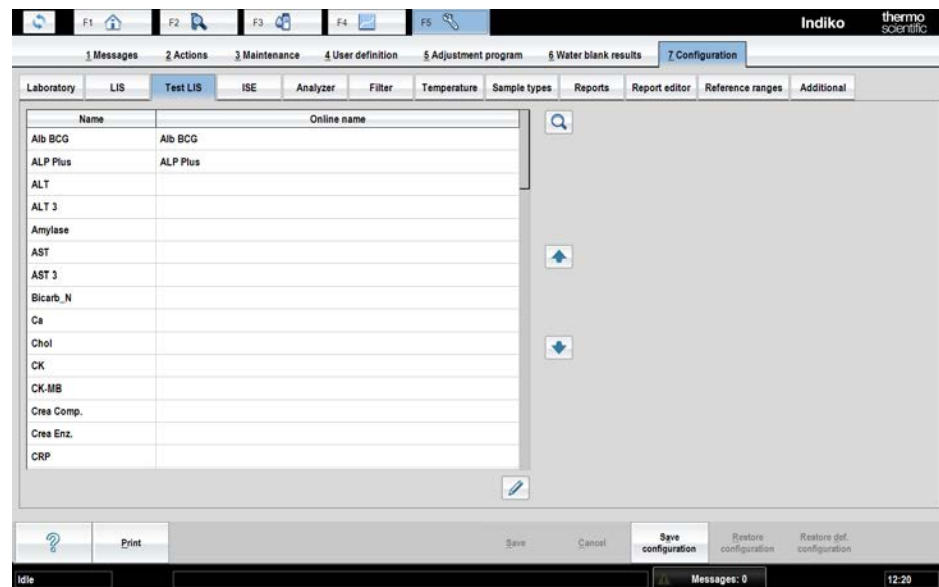 F1 F2 F3 F4 F5 Indiko thermo scientific
1 Messages 2 Actions 3 Maintenance 4 User definition 5 Adjustment program 6 Water blank results 7 Configuration
Laboratory LIS Test LIS ISE Analyzer Filter Temperature Sample types Reports Report editor Reference ranges Additional
Name Online name
Alb BCG Alb BCG
ALP Plus ALP Plus
ALT
ALT 3
Amylase
AST
AST 3
Bicarb_N
Ca
Chol
CK
CK-MB
Crea Comp.
Crea Enz.
CRP
? Print Save Cancel Save configuration Restore configuration Restore def. configuration
Idle Messages: 0 12:20